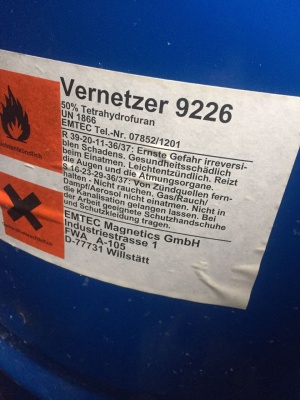 Vernetzer 9226
50% Tetrahydrofuran
UN 1866
EMTEC Tel.-Nr. 07852/1201
R 39-20-11-36/37: Ernste Gefahr irreversi-
blen Schadens. Gesundheitsschädlich
beim Einatmen. Leichtentzündlich. Reizt
die Augen und die Atmungsorgane.
S 16-23-29-36/37: Von Zündquellen fern-
halten - Nicht rauchen. Gas/Rauch/
Dampf/Aerosol nicht einatmen. Nicht in
die Kanalisation gelangen lassen. Bei
der Arbeit geeignete Schutzhandschuhe
und Schutzkleidung tragen.
EMTEC Magnetics GmbH
Industriestrasse 1
FWA A-105
D-77731 Willstätt